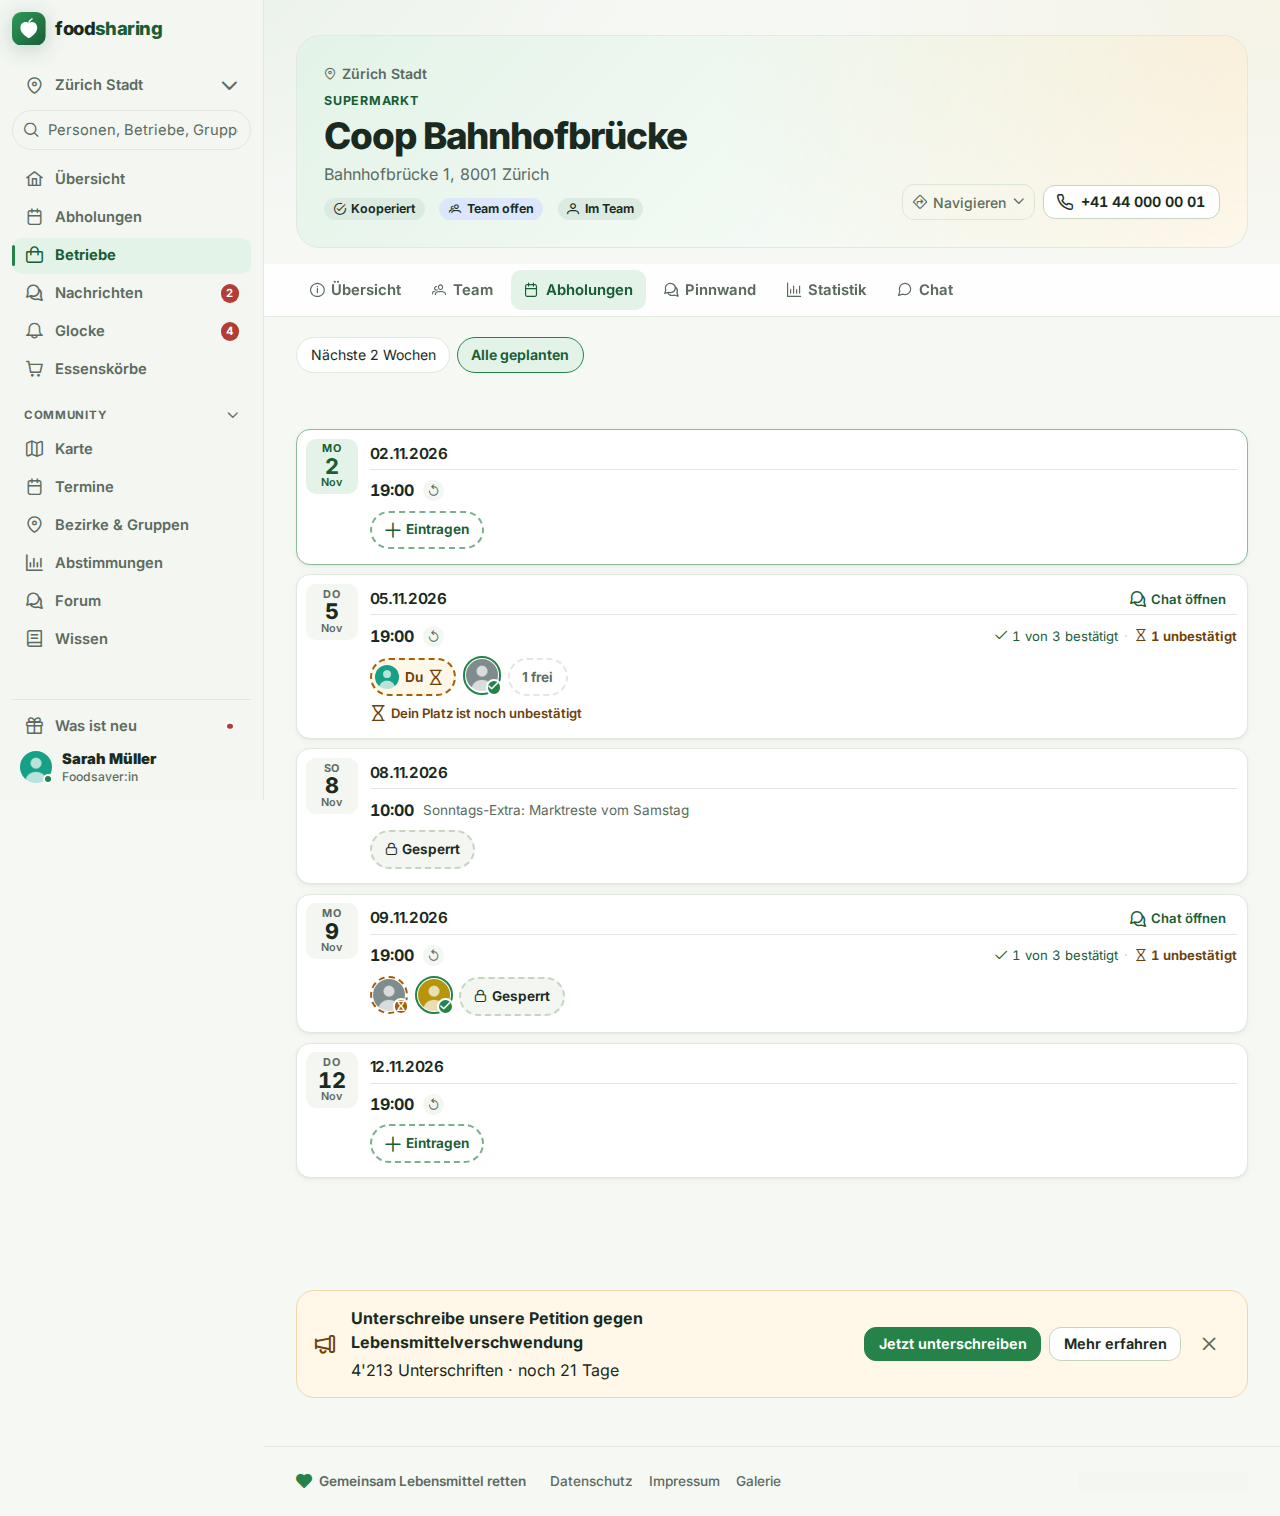 foodsharing
Zürich Stadt
Personen, Betriebe, Grupp
Übersicht
Abholungen
Betriebe
Nachrichten 2
Glocke 4
Essenskörbe
COMMUNITY
Karte
Termine
Bezirke & Gruppen
Abstimmungen
Forum
Wissen
Was ist neu
Sarah Müller
Foodsaver:in
Zürich Stadt
SUPERMARKT
Coop Bahnhofbrücke
Bahnhofbrücke 1, 8001 Zürich
Kooperiert Team offen Im Team
Navigieren +41 44 000 00 01
Übersicht Team Abholungen Pinnwand Statistik Chat
Nächste 2 Wochen Alle geplanten
MO
2
Nov
02.11.2026
19:00
Eintragen
DO
5
Nov
05.11.2026 Chat öffnen
19:00 1 von 3 bestätigt · 1 unbestätigt
Du 1 frei
Dein Platz ist noch unbestätigt
SO
8
Nov
08.11.2026
10:00 Sonntags-Extra: Marktreste vom Samstag
Gesperrt
MO
9
Nov
09.11.2026 Chat öffnen
19:00 1 von 3 bestätigt · 1 unbestätigt
Gesperrt
DO
12
Nov
12.11.2026
19:00
Eintragen
Unterschreibe unsere Petition gegen
Lebensmittelverschwendung
4'213 Unterschriften · noch 21 Tage
Jetzt unterschreiben Mehr erfahren
Gemeinsam Lebensmittel retten Datenschutz Impressum Galerie